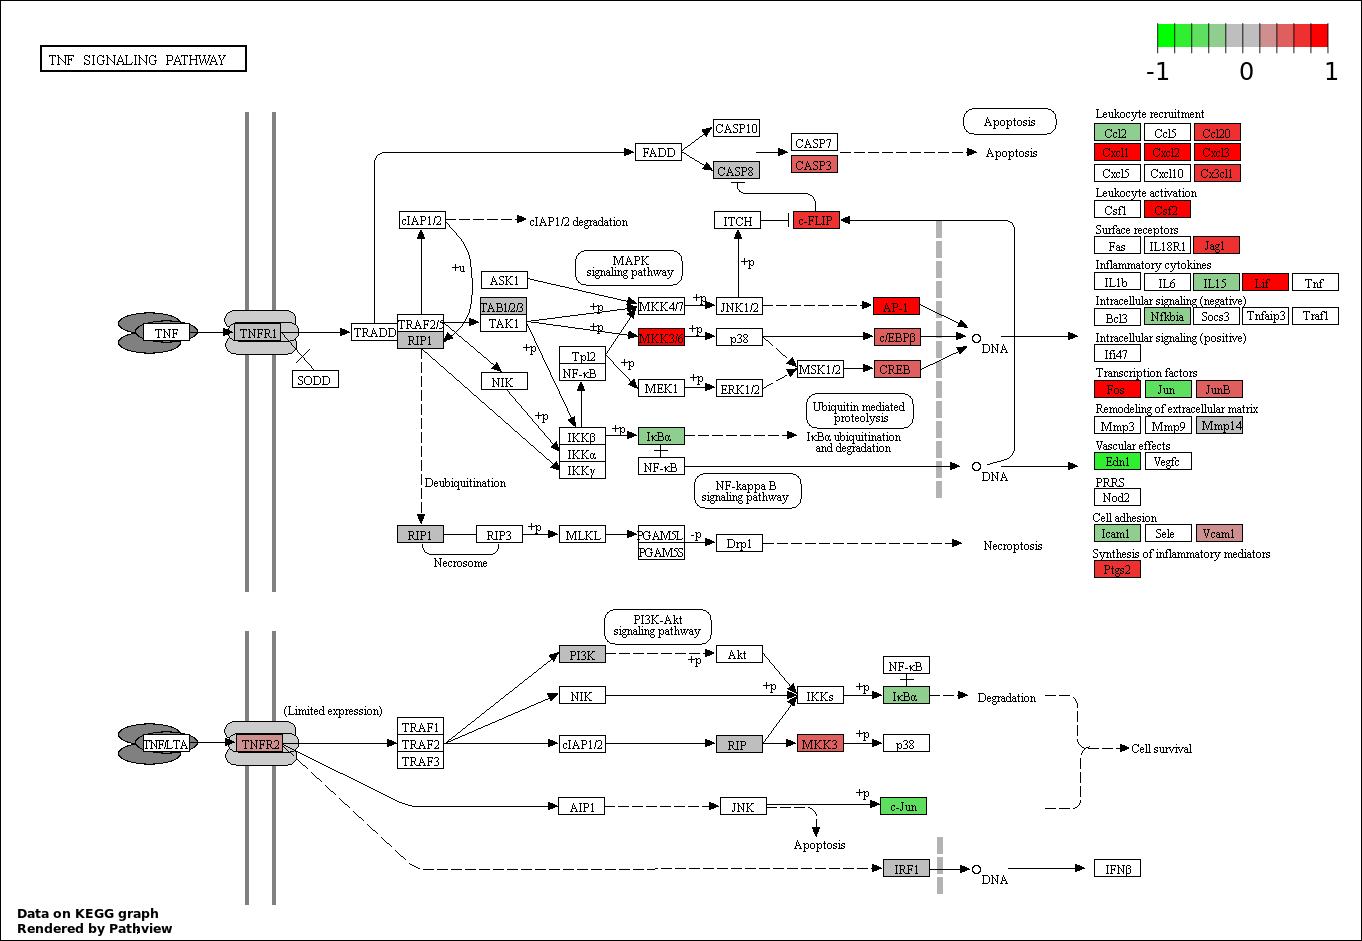 TNF SIGNALING PATHWAY
-1 0 1
Leukocyte recruitment
Ccl2 Ccl5 Ccl20
Cxcl1 Cxcl2 Cxcl3
Cxcl5 Cxcl10 Cx3cl1
Leukocyte activation
Csf1 Csf2
Surface receptors
Fas IL18R1 Jag1
Inflammatory cytokines
IL1b IL6 IL15 Lif Tnf
Intracellular signaling (negative)
Bcl3 Nfkbia Socs3 Tnfaip3 Traf1
Intracellular signaling (positive)
Ifi47
Transcription factors
Fos Jun JunB
Remodeling of extracellular matrix
Mmp3 Mmp9 Mmp14
Vascular effects
Edn1 Vegfc
PRRS
Nod2
Cell adhesion
Icam1 Sele Vcam1
Synthesis of inflammatory mediators
Ptgs2
CASP10
Apoptosis
FADD
CASP7
Apoptosis
CASP8
CASP3
cIAP1/2
cIAP1/2 degradation
ITCH
c-FLIP
+u
MAPK
signaling pathway
+p
ASK1
TAB1/2/3
TAK1
+p
+p
+p
MKK4/7
+p
JNK1/2
AP-1
TNF
TNFR1
TRADD
TRAF2/5
RIP1
MKK3/6
+p
p38
c/EBPβ
DNA
SODD
NIK
Tpl2
NF-κB
+p
MEK1
+p
ERK1/2
MSK1/2
CREB
+p
Ubiquitin mediated
proteolysis
IKKβ
IKKα
IKKγ
+p
IκBα
IκBα ubiquitination
and degradation
NF-κB
DNA
NF-kappa B
signaling pathway
Deubiquitination
RIP1
RIP3
+p
MLKL
PGAM5L
PGAM5S
-p
Drp1
Necroptosis
Necrosome
PI3K-Akt
signaling pathway
PI3K
+p
Akt
NF-κB
NIK
+p
IKKs
+p
IκBα
Degradation
(Limited expression)
TNF/LTA
TNFR2
TRAF1
TRAF2
TRAF3
cIAP1/2
RIP
MKK3
+p
p38
Cell survival
AIP1
JNK
+p
c-Jun
Apoptosis
IRF1
DNA
IFNβ
Data on KEGG graph
Rendered by Pathview